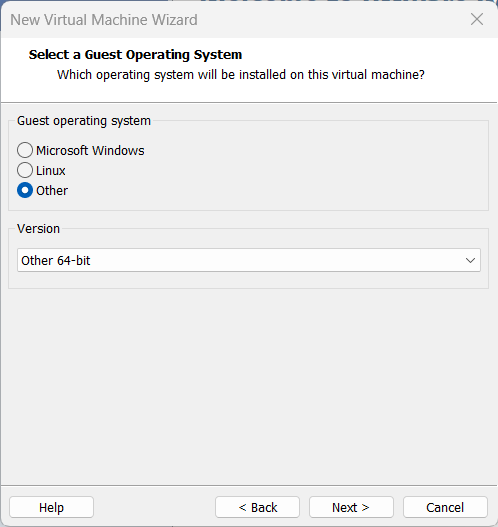 New Virtual Machine Wizard
Select a Guest Operating System
Which operating system will be installed on this virtual machine?
Guest operating system
Microsoft Windows
Linux
Other
Version
Other 64-bit
Help
< Back
Next >
Cancel